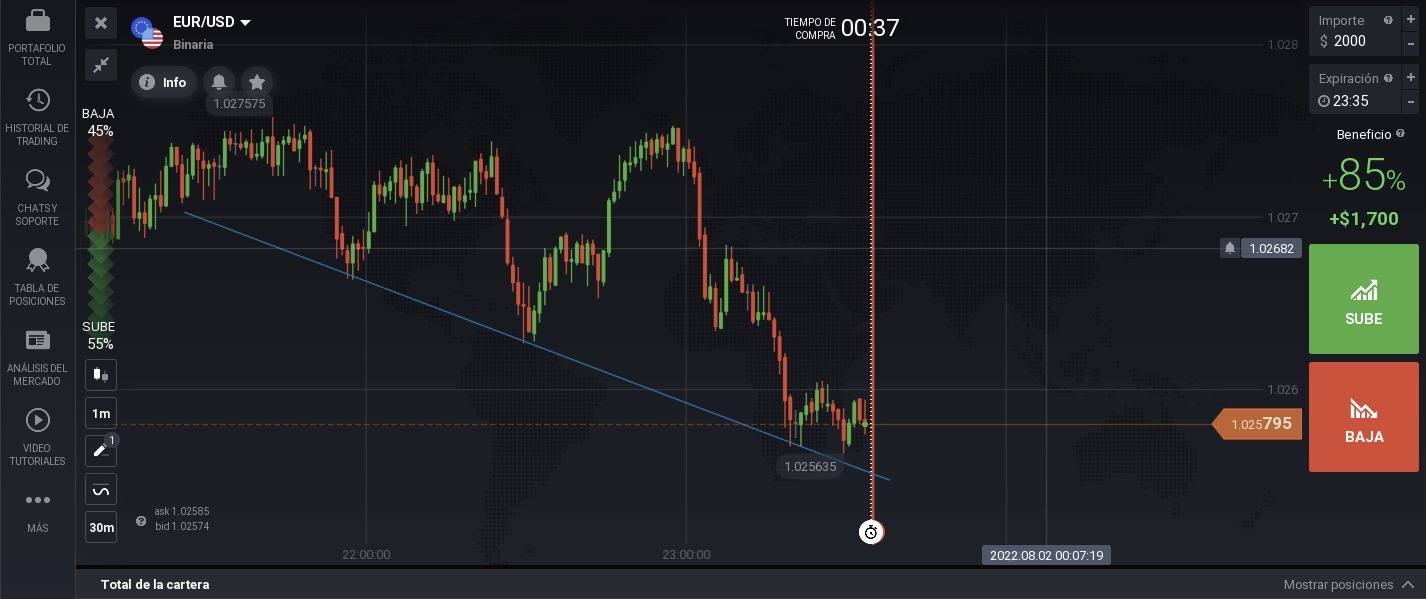 PORTAFOLIO
TOTAL
HISTORIAL DE
TRADING
CHATS Y
SOPORTE
TABLA DE
POSICIONES
ANÁLISIS DEL
MERCADO
VIDEO
TUTORIALES
MÁS
EUR/USD
Binaria
Info
1.027575
BAJA
45%
SUBE
55%
1m
1
30m
ask 1.02585
bid 1.02574
TIEMPO DE
COMPRA
00:37
1.025635
22:00:00
23:00:00
2022.08.02 00:07:19
1.028
1.027
1.02682
1.026
1.025795
Importe
$ 2000
+
-
Expiración
23:35
+
-
Beneficio
+85%
+$1,700
SUBE
BAJA
Total de la cartera
Mostrar posiciones